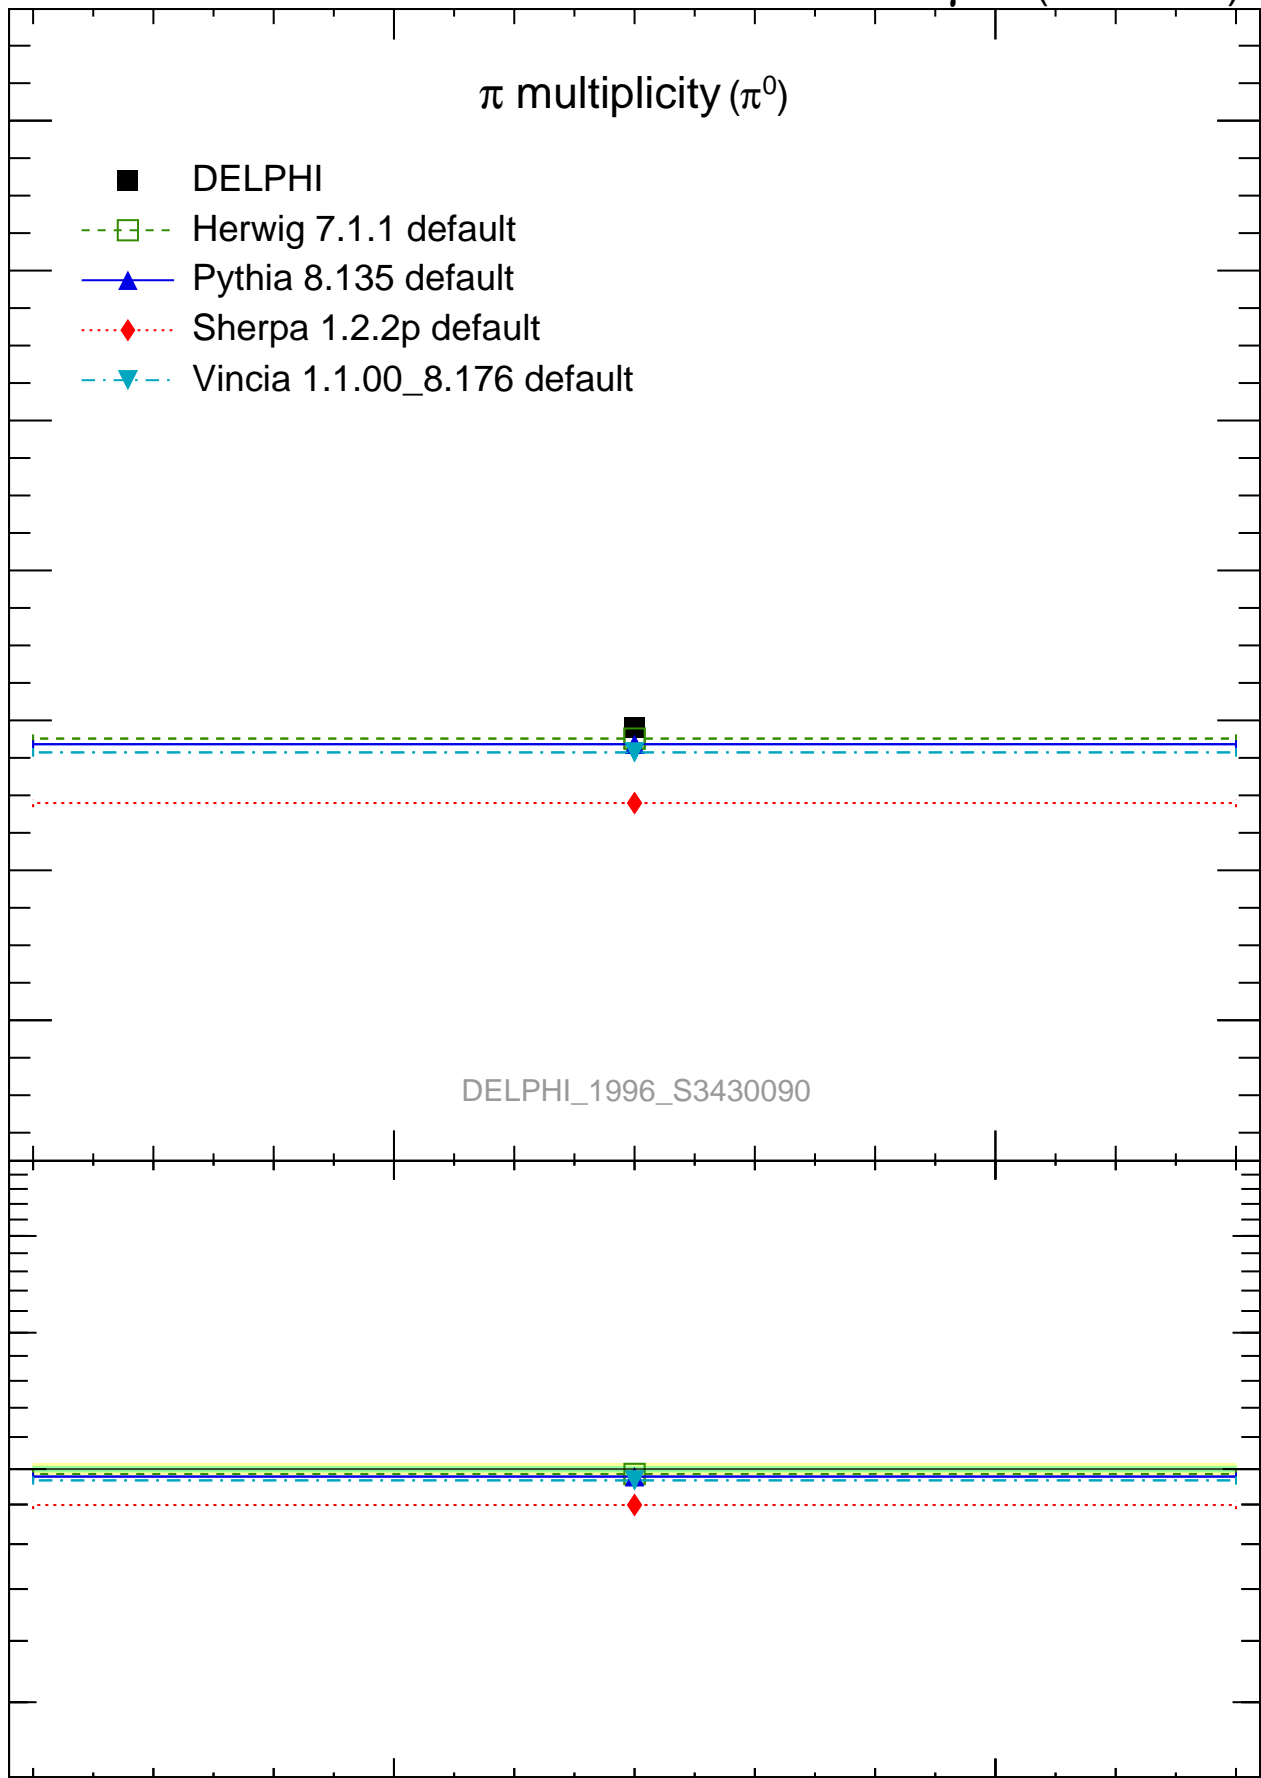 π multiplicity (π⁰)
DELPHI
Herwig 7.1.1 default
Pythia 8.135 default
Sherpa 1.2.2p default
Vincia 1.1.00_8.176 default
DELPHI_1996_S3430090